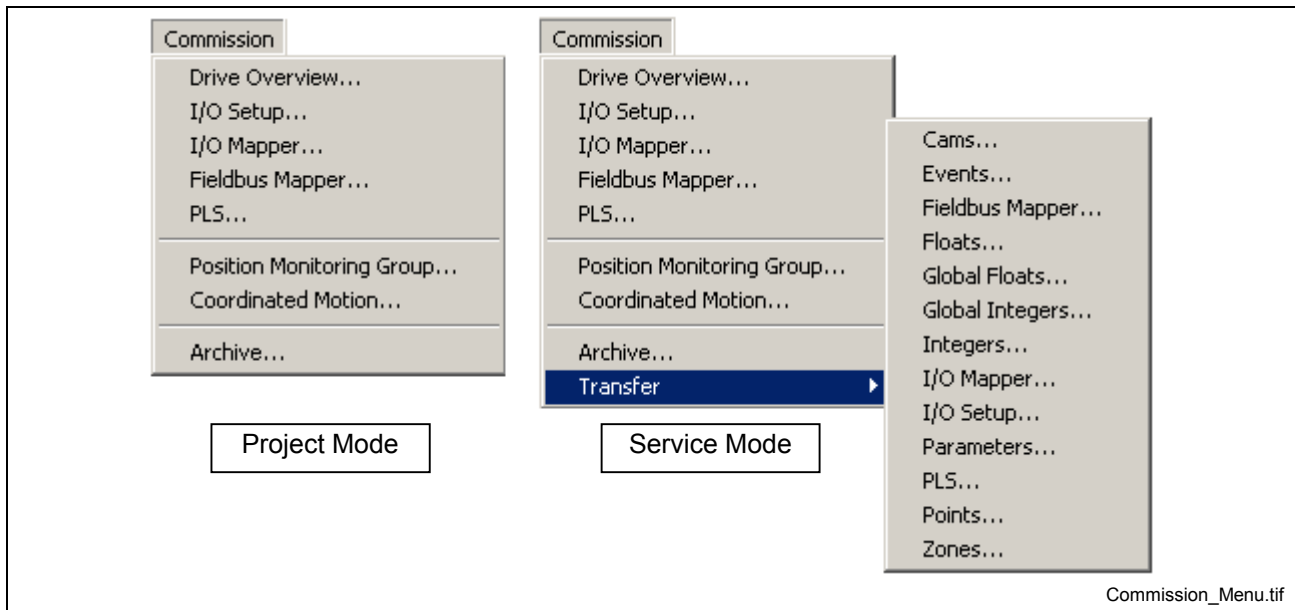 Commission
Drive Overview...
I/O Setup...
I/O Mapper...
Fieldbus Mapper...
PLS...
Position Monitoring Group...
Coordinated Motion...
Archive...
Project Mode
Commission
Drive Overview...
I/O Setup...
I/O Mapper...
Fieldbus Mapper...
PLS...
Position Monitoring Group...
Coordinated Motion...
Archive...
Transfer
Service Mode
Cams...
Events...
Fieldbus Mapper...
Floats...
Global Floats...
Global Integers...
Integers...
I/O Mapper...
I/O Setup...
Parameters...
PLS...
Points...
Zones...
Commission_Menu.tif